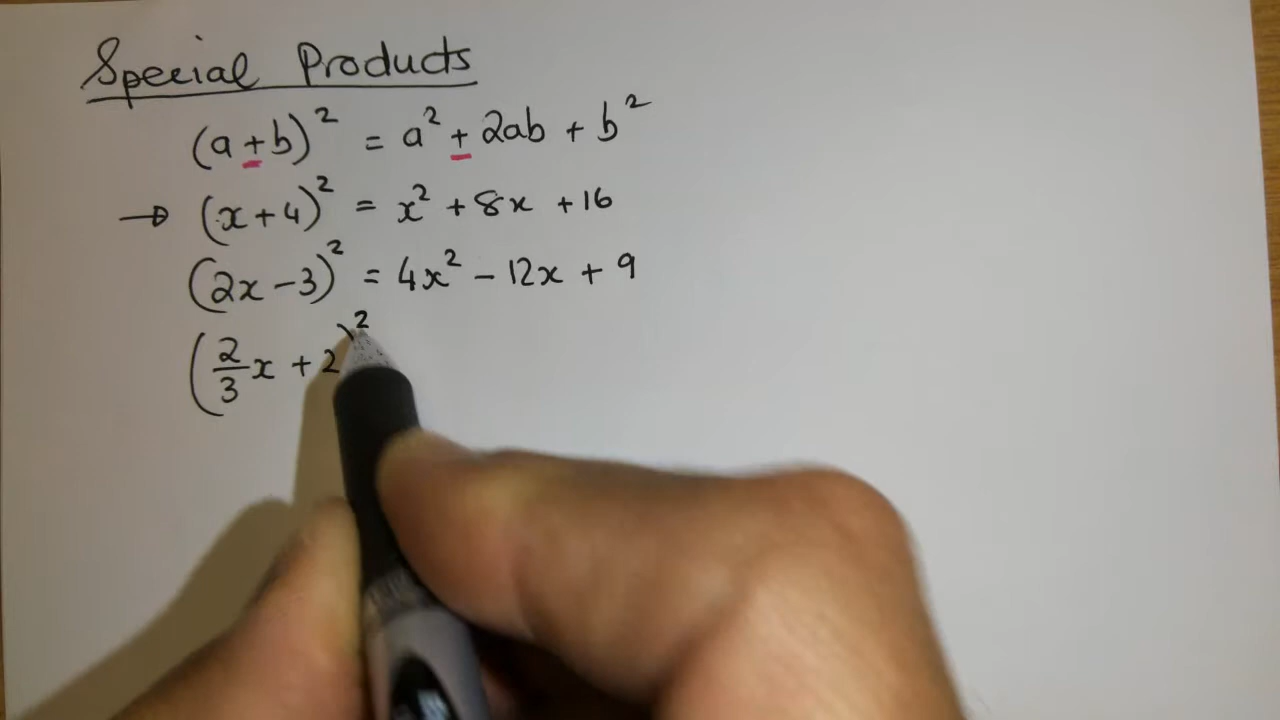 Special Products
(a+b)² = a² + 2ab + b²
→ (x+4)² = x² + 8x + 16
(2x-3)² = 4x² - 12x + 9
(2/3 x + 2)²